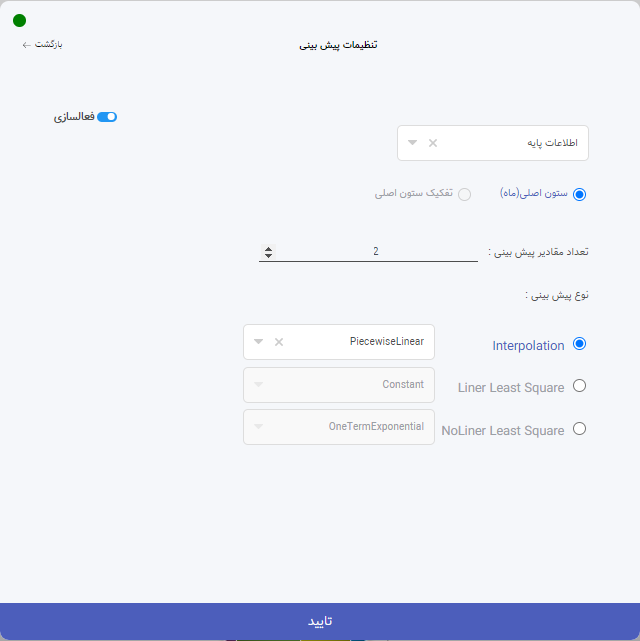 تنظیمات پیش بینی
بازگشت
فعالسازی
اطلاعات پایه
ستون اصلی(ماه)
تفکیک ستون اصلی
تعداد مقادیر پیش بینی : 2
نوع پیش بینی :
Interpolation PiecewiseLinear
Liner Least Square Constant
NoLiner Least Square OneTermExponential
تایید